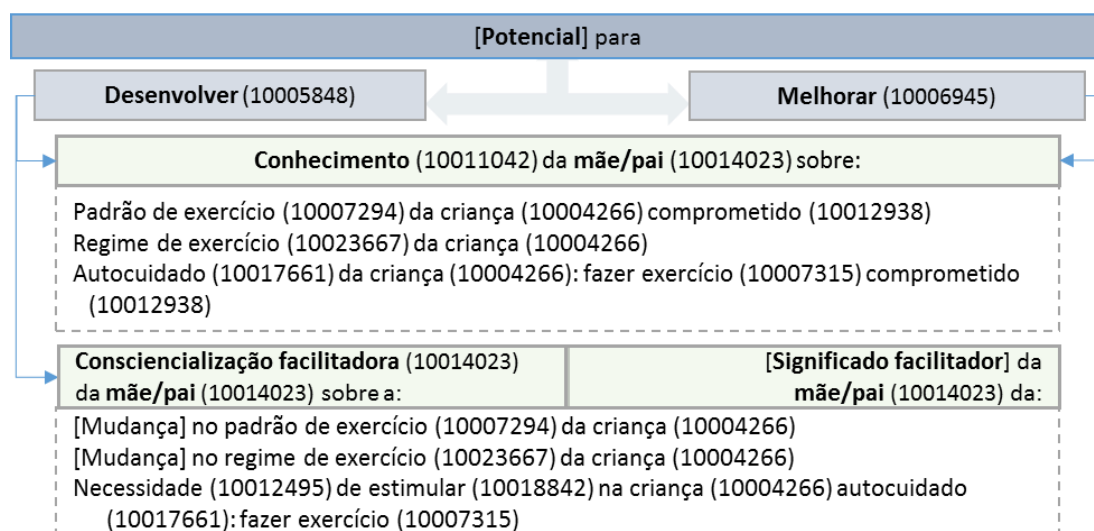 [Potencial] para
Desenvolver (10005848)
Melhorar (10006945)
Conhecimento (10011042) da mãe/pai (10014023) sobre:
Padrão de exercício (10007294) da criança (10004266) comprometido (10012938)
Regime de exercício (10023667) da criança (10004266)
Autocuidado (10017661) da criança (10004266): fazer exercício (10007315) comprometido
(10012938)
Consciencialização facilitadora (10014023)
da mãe/pai (10014023) sobre a:
[Significado facilitador] da
mãe/pai (10014023) da:
[Mudança] no padrão de exercício (10007294) da criança (10004266)
[Mudança] no regime de exercício (10023667) da criança (10004266)
Necessidade (10012495) de estimular (10018842) na criança (10004266) autocuidado
(10017661): fazer exercício (10007315)